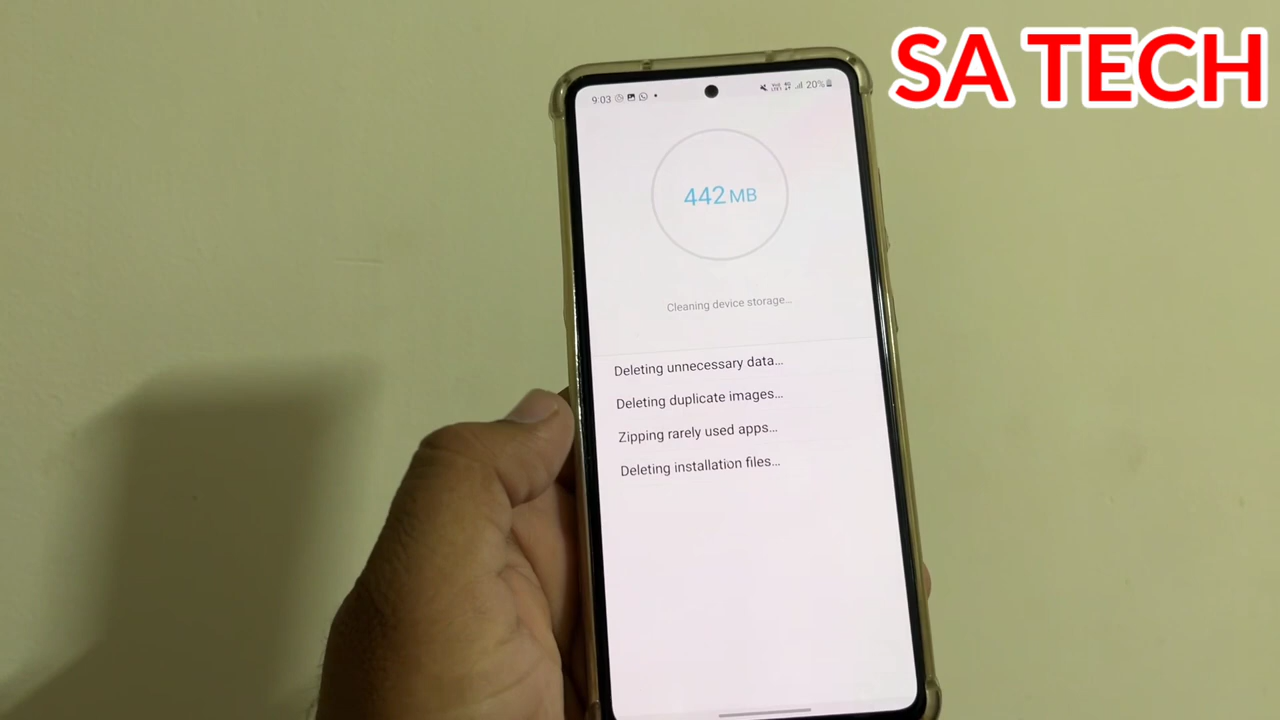 SA TECH
9:03
20%
442 MB
Cleaning device storage...
Deleting unnecessary data...
Deleting duplicate images...
Zipping rarely used apps...
Deleting installation files...